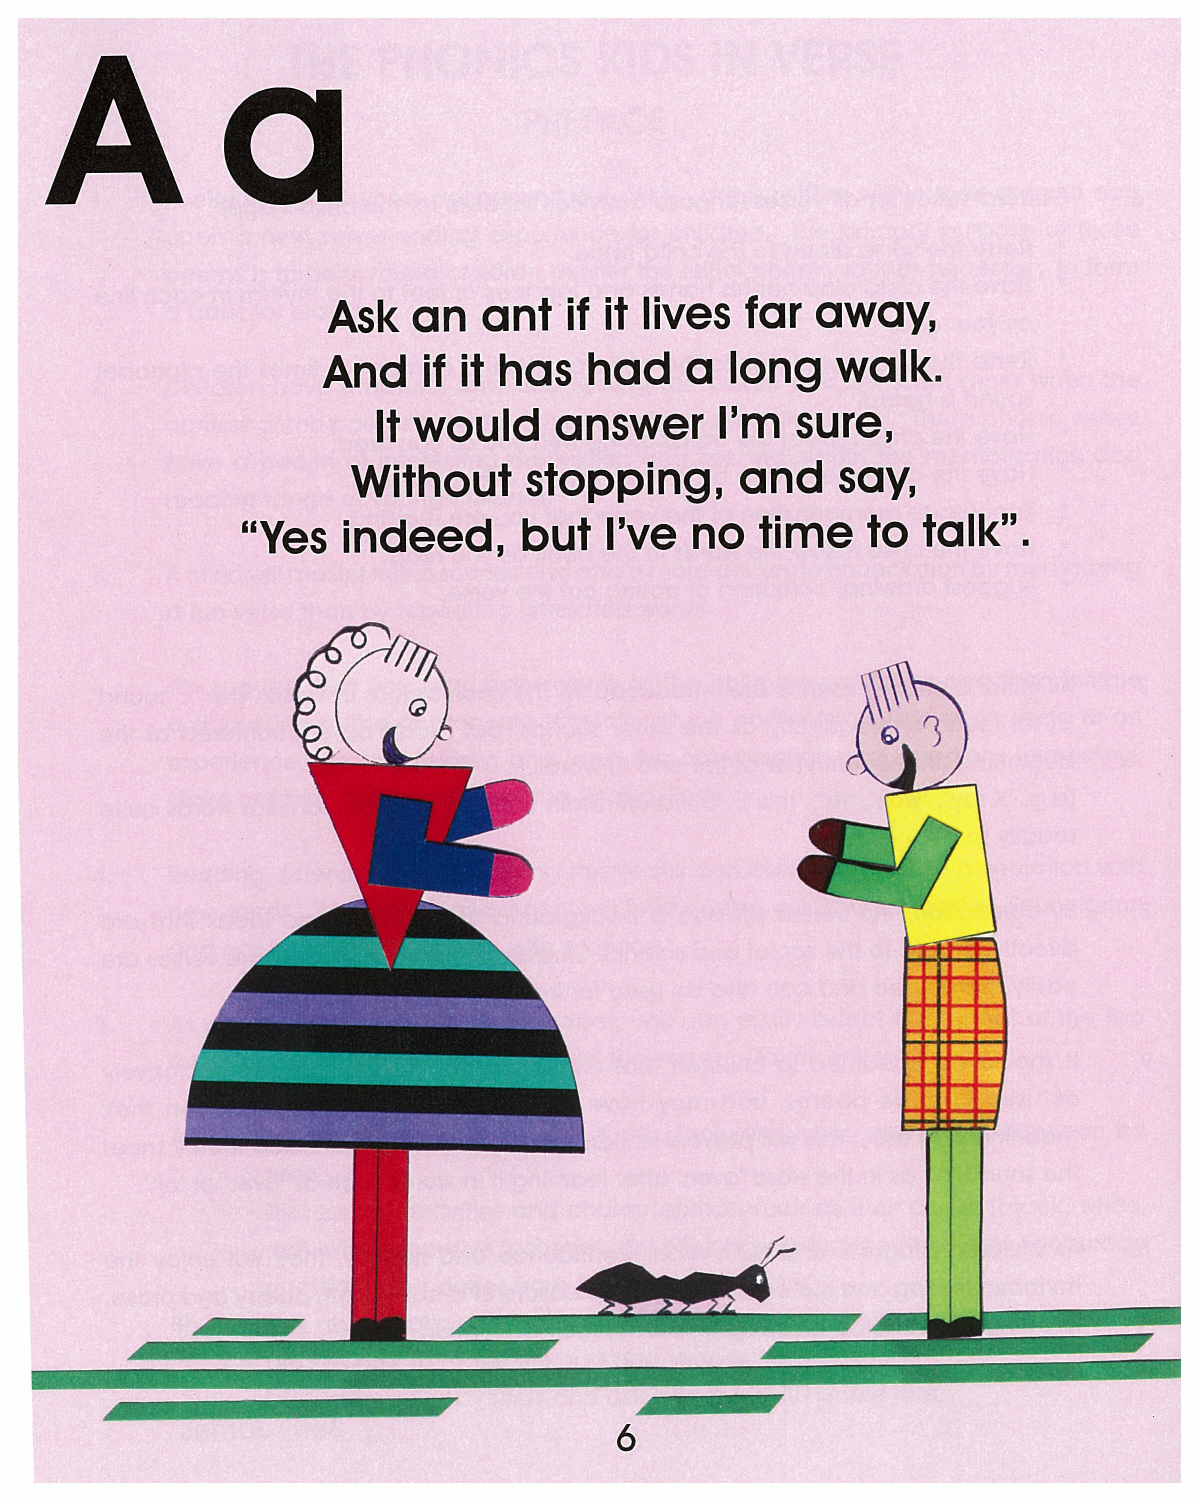 A a
Ask an ant if it lives far away,
And if it has had a long walk.
It would answer I'm sure,
Without stopping, and say,
“Yes indeed, but I've no time to talk”.
6